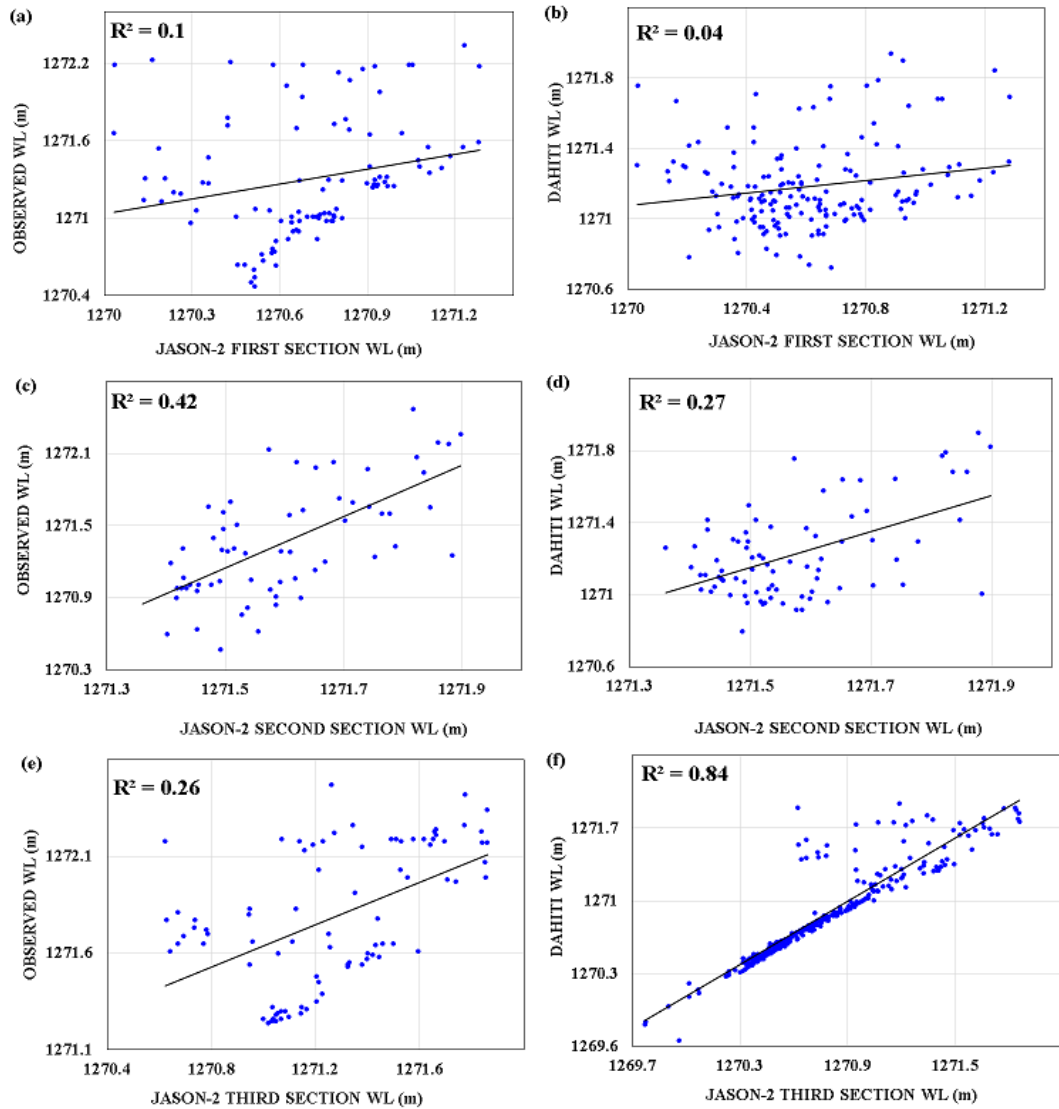 (a)
R² = 0.1
OBSERVED WL (m)
1272.2
1271.6
1271
1270.4
1270
1270.3
1270.6
1270.9
1271.2
JASON-2 FIRST SECTION WL (m)
(b)
R² = 0.04
DAHITI WL (m)
1271.8
1271.4
1271
1270.6
1270
1270.4
1270.8
1271.2
JASON-2 FIRST SECTION WL (m)
(c)
R² = 0.42
OBSERVED WL (m)
1272.1
1271.5
1270.9
1270.3
1271.3
1271.5
1271.7
1271.9
JASON-2 SECOND SECTION WL (m)
(d)
R² = 0.27
DAHITI WL (m)
1271.8
1271.4
1271
1270.6
1271.3
1271.5
1271.7
1271.9
JASON-2 SECOND SECTION WL (m)
(e)
R² = 0.26
OBSERVED WL (m)
1272.1
1271.6
1271.1
1270.4
1270.8
1271.2
1271.6
JASON-2 THIRD SECTION WL (m)
(f)
R² = 0.84
DAHITI WL (m)
1271.7
1271
1270.3
1269.6
1269.7
1270.3
1270.9
1271.5
JASON-2 THIRD SECTION WL (m)